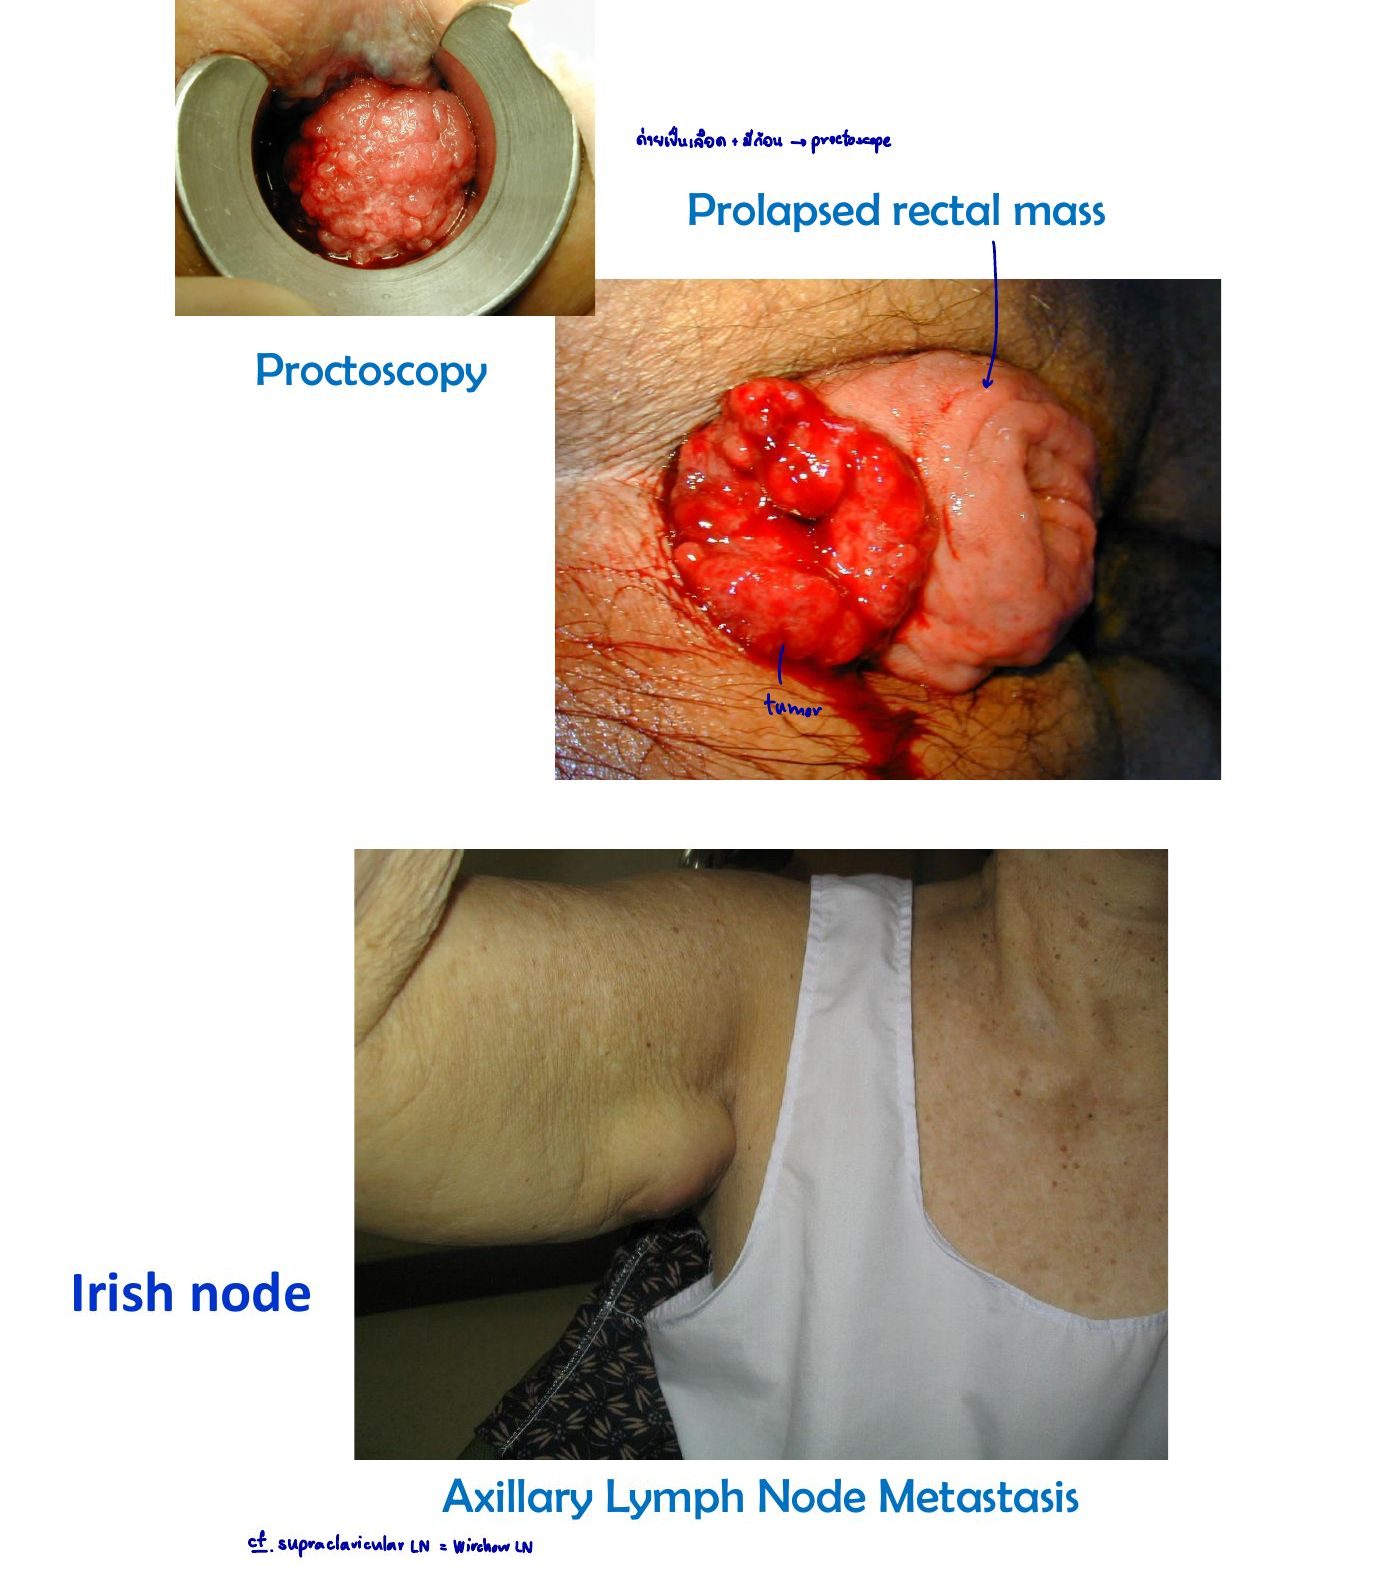 ถ่ายเป็นเลือด + มีก้อน → proctoscope
Prolapsed rectal mass
Proctoscopy
tumor
Irish node
Axillary Lymph Node Metastasis
cf. supraclavicular LN = Wirchow LN